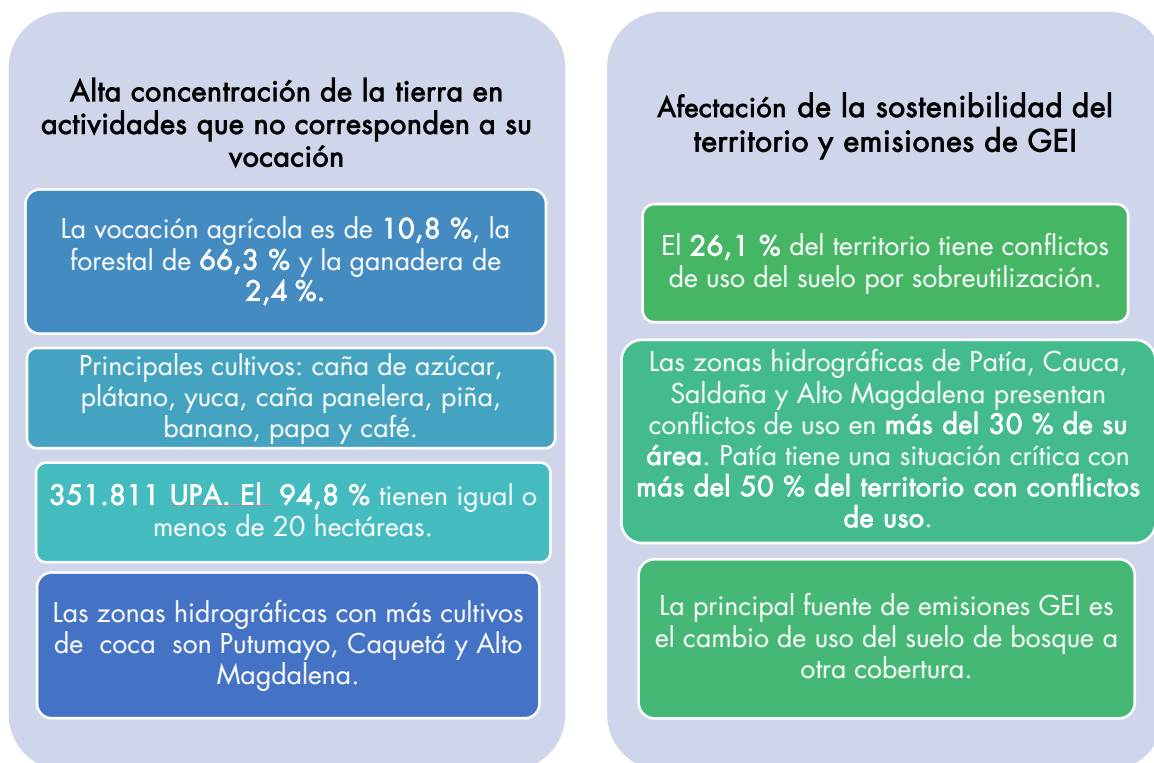 Alta concentración de la tierra en
actividades que no corresponden a su
vocación
La vocación agrícola es de 10,8 %, la
forestal de 66,3 % y la ganadera de
2,4 %.
Principales cultivos: caña de azúcar,
plátano, yuca, caña panelera, piña,
banano, papa y café.
351.811 UPA. El 94,8 % tienen igual o
menos de 20 hectáreas.
Las zonas hidrográficas con más cultivos
de coca son Putumayo, Caquetá y Alto
Magdalena.
Afectación de la sostenibilidad del
territorio y emisiones de GEI
El 26,1 % del territorio tiene conflictos
de uso del suelo por sobreutilización.
Las zonas hidrográficas de Patía, Cauca,
Saldaña y Alto Magdalena presentan
conflictos de uso en más del 30 % de su
área. Patía tiene una situación crítica con
más del 50 % del territorio con conflictos
de uso.
La principal fuente de emisiones GEI es
el cambio de uso del suelo de bosque a
otra cobertura.